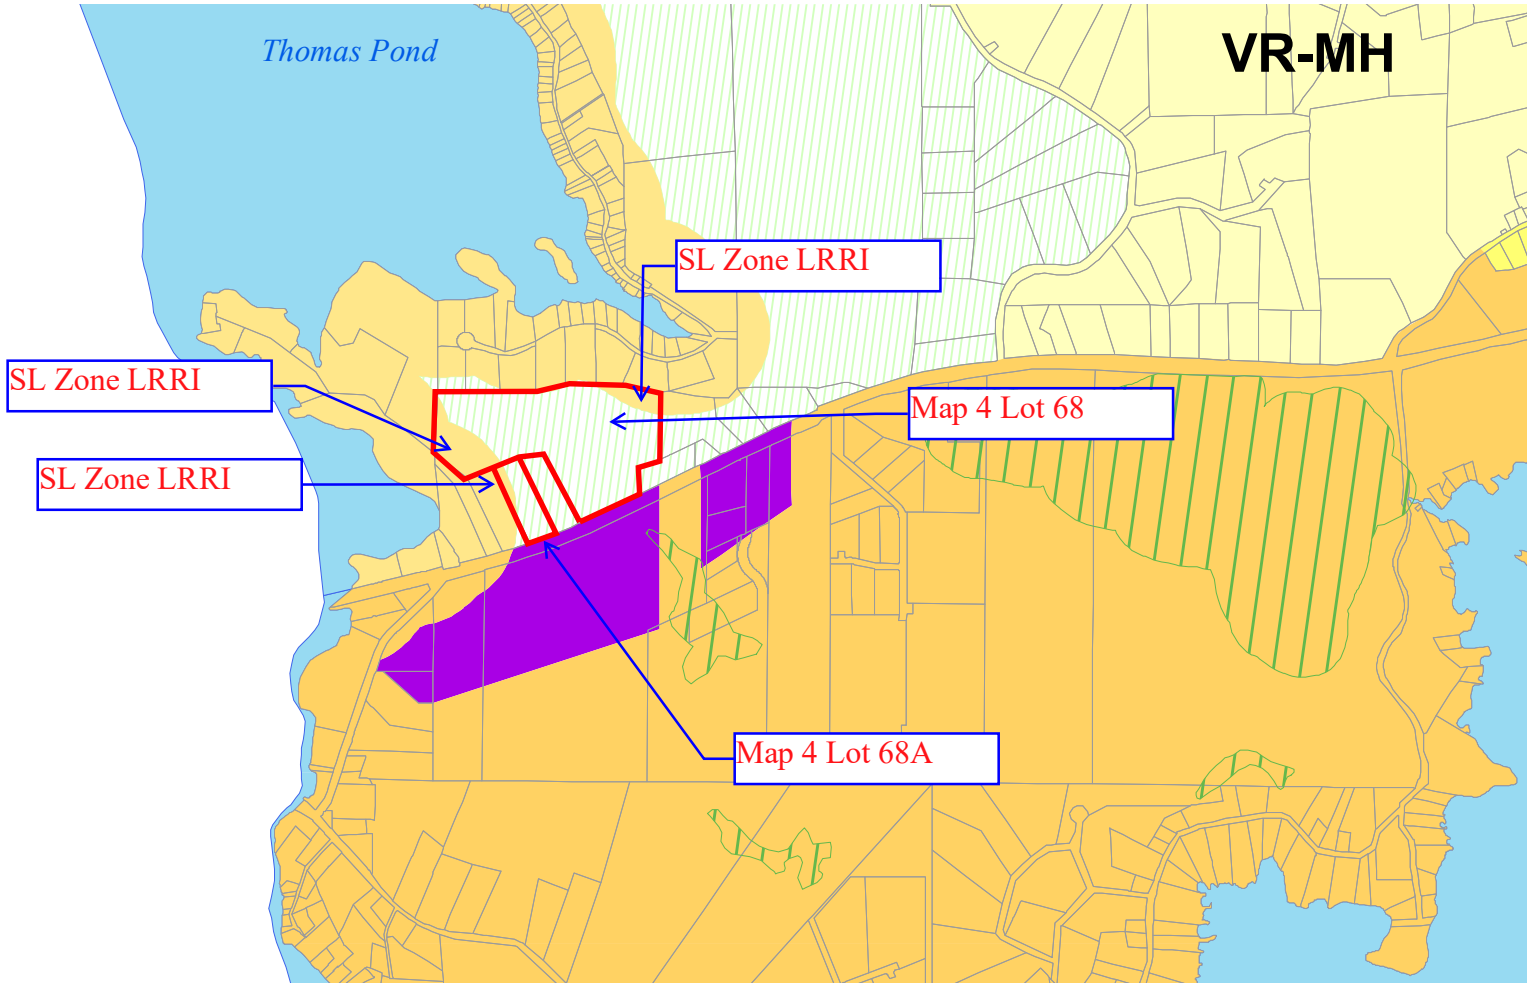 Thomas Pond
VR-MH
SL Zone LRRI
SL Zone LRRI
Map 4 Lot 68
SL Zone LRRI
Map 4 Lot 68A